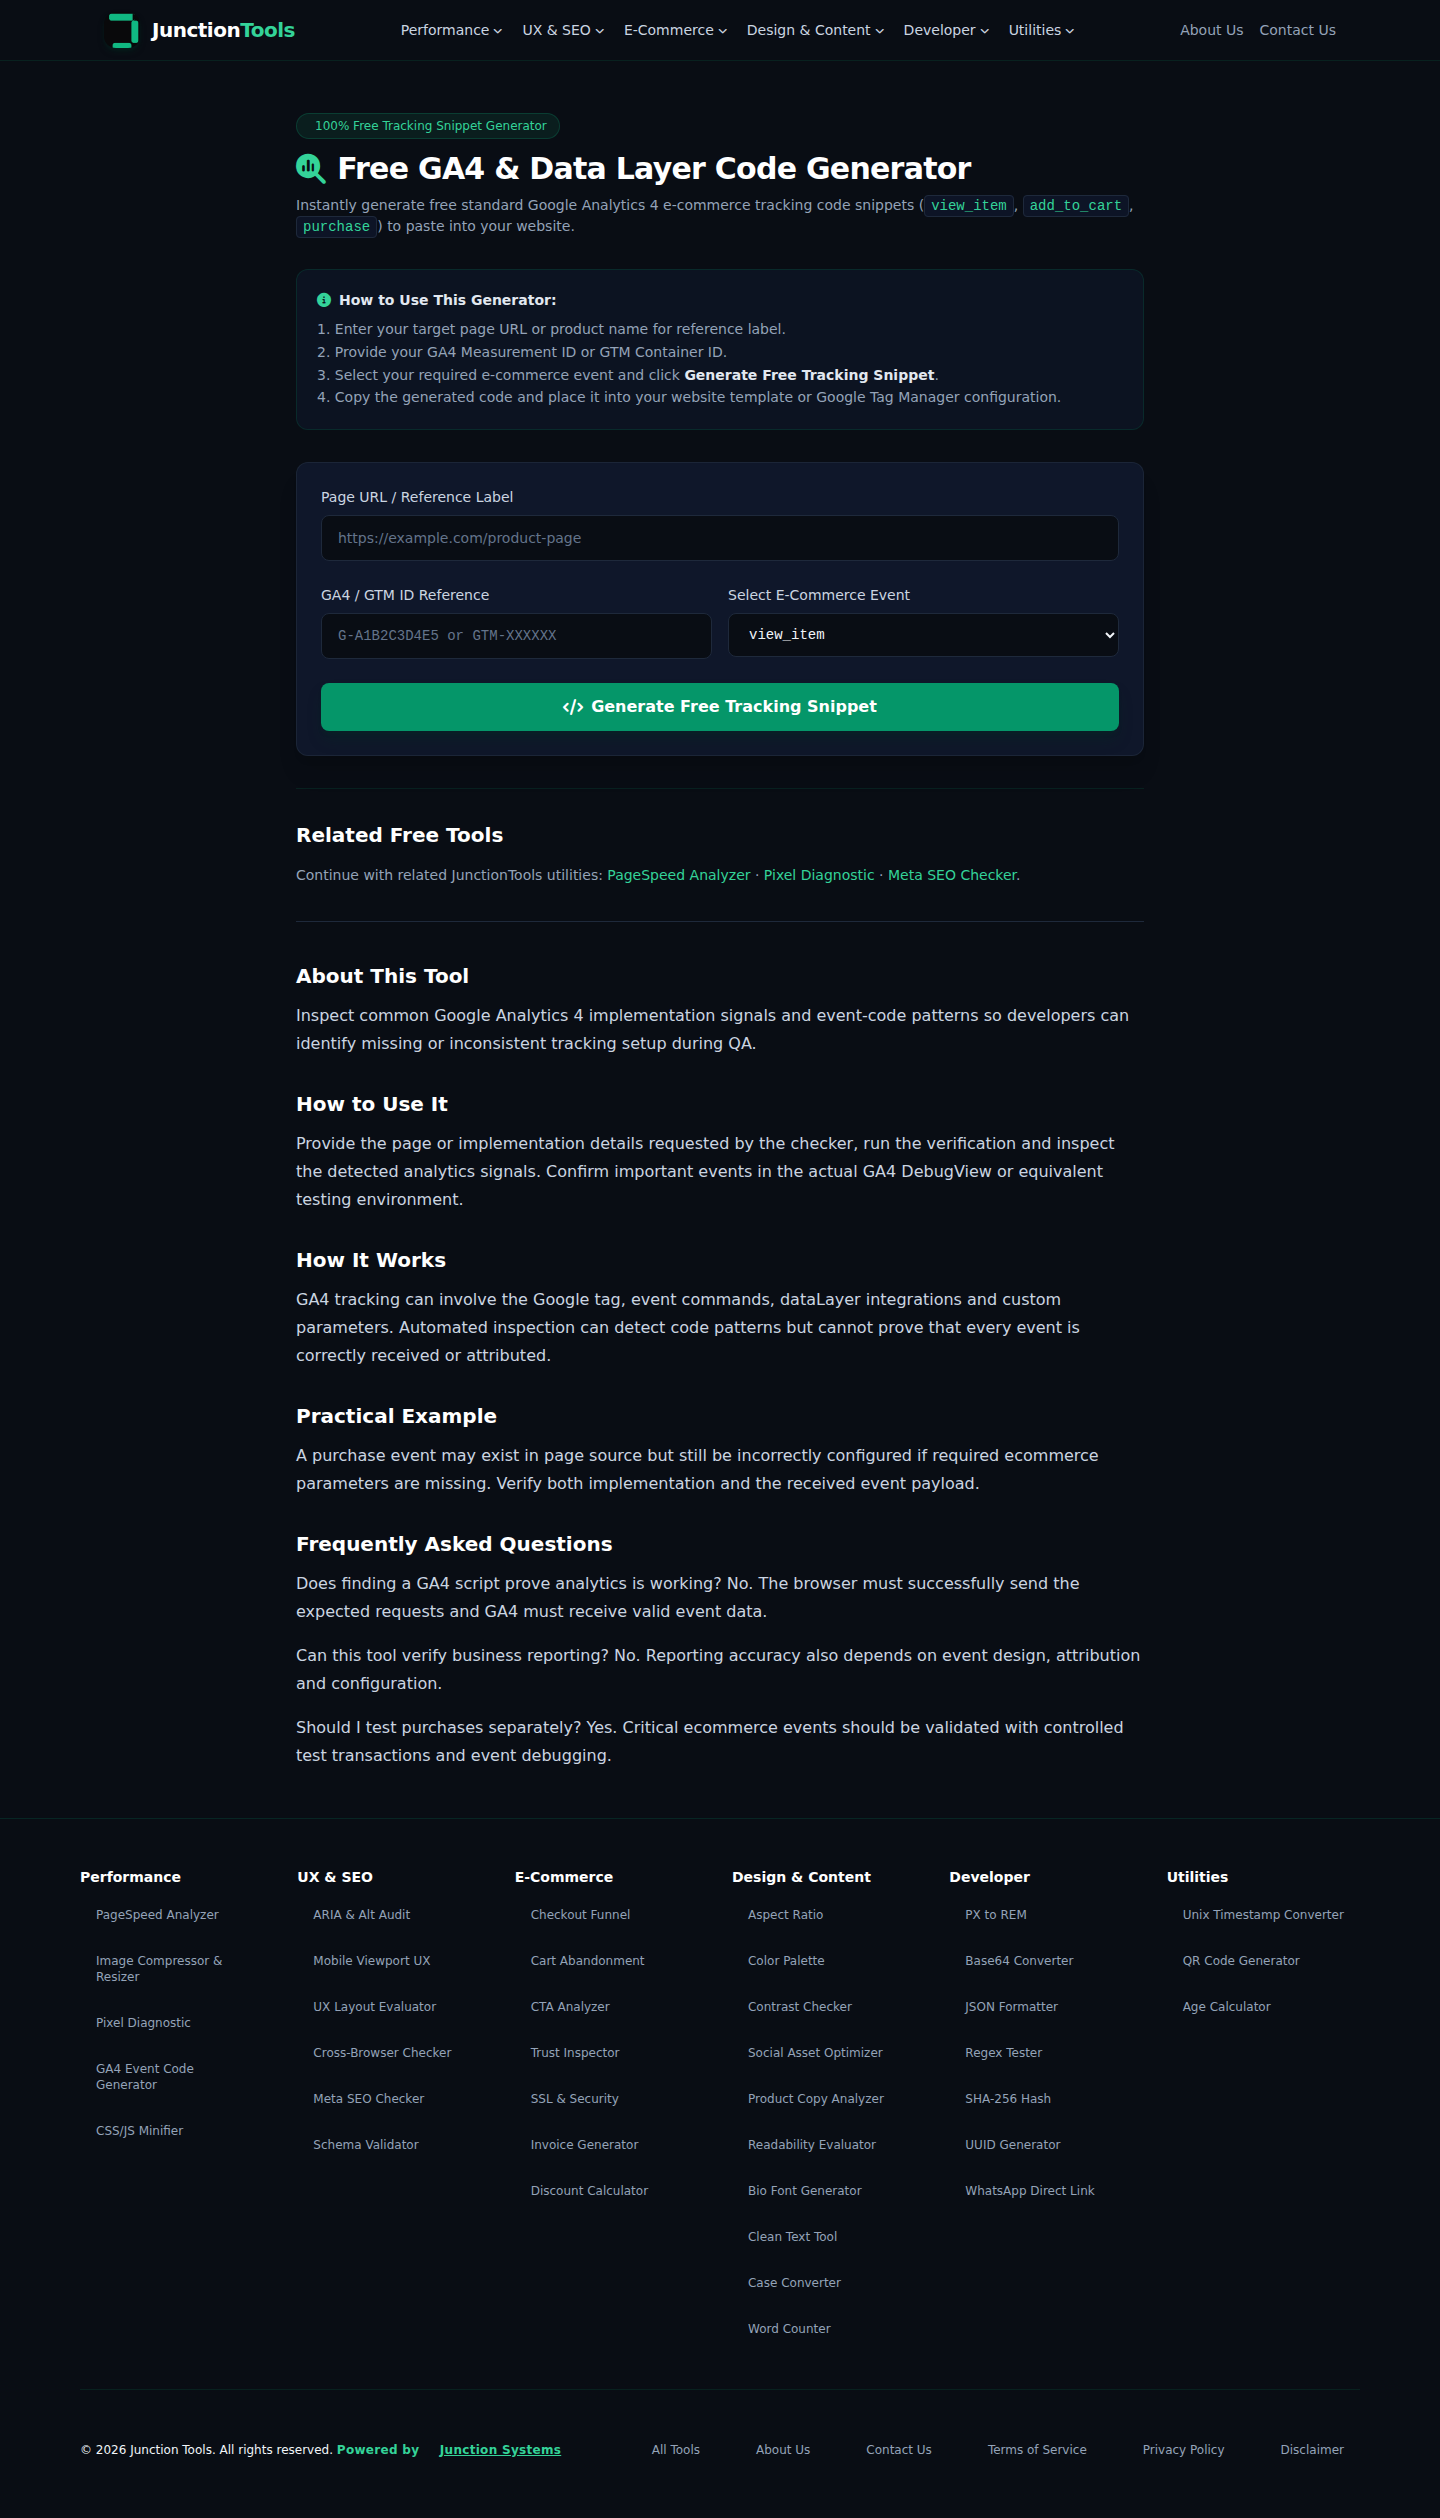 JunctionTools
Performance UX & SEO E-Commerce Design & Content Developer Utilities
About Us Contact Us
100% Free Tracking Snippet Generator
Free GA4 & Data Layer Code Generator
Instantly generate free standard Google Analytics 4 e-commerce tracking code snippets ( view_item , add_to_cart ,
purchase ) to paste into your website.
How to Use This Generator:
1. Enter your target page URL or product name for reference label.
2. Provide your GA4 Measurement ID or GTM Container ID.
3. Select your required e-commerce event and click Generate Free Tracking Snippet.
4. Copy the generated code and place it into your website template or Google Tag Manager configuration.
Page URL / Reference Label
https://example.com/product-page
GA4 / GTM ID Reference
G-A1B2C3D4E5 or GTM-XXXXXX
Select E-Commerce Event
view_item
</> Generate Free Tracking Snippet
Related Free Tools
Continue with related JunctionTools utilities: PageSpeed Analyzer · Pixel Diagnostic · Meta SEO Checker.
About This Tool
Inspect common Google Analytics 4 implementation signals and event-code patterns so developers can
identify missing or inconsistent tracking setup during QA.
How to Use It
Provide the page or implementation details requested by the checker, run the verification and inspect
the detected analytics signals. Confirm important events in the actual GA4 DebugView or equivalent
testing environment.
How It Works
GA4 tracking can involve the Google tag, event commands, dataLayer integrations and custom
parameters. Automated inspection can detect code patterns but cannot prove that every event is
correctly received or attributed.
Practical Example
A purchase event may exist in page source but still be incorrectly configured if required ecommerce
parameters are missing. Verify both implementation and the received event payload.
Frequently Asked Questions
Does finding a GA4 script prove analytics is working? No. The browser must successfully send the
expected requests and GA4 must receive valid event data.
Can this tool verify business reporting? No. Reporting accuracy also depends on event design, attribution
and configuration.
Should I test purchases separately? Yes. Critical ecommerce events should be validated with controlled
test transactions and event debugging.
Performance
PageSpeed Analyzer
Image Compressor &
Resizer
Pixel Diagnostic
GA4 Event Code
Generator
CSS/JS Minifier
UX & SEO
ARIA & Alt Audit
Mobile Viewport UX
UX Layout Evaluator
Cross-Browser Checker
Meta SEO Checker
Schema Validator
E-Commerce
Checkout Funnel
Cart Abandonment
CTA Analyzer
Trust Inspector
SSL & Security
Invoice Generator
Discount Calculator
Design & Content
Aspect Ratio
Color Palette
Contrast Checker
Social Asset Optimizer
Product Copy Analyzer
Readability Evaluator
Bio Font Generator
Clean Text Tool
Case Converter
Word Counter
Developer
PX to REM
Base64 Converter
JSON Formatter
Regex Tester
SHA-256 Hash
UUID Generator
WhatsApp Direct Link
Utilities
Unix Timestamp Converter
QR Code Generator
Age Calculator
© 2026 Junction Tools. All rights reserved. Powered by Junction Systems
All Tools About Us Contact Us Terms of Service Privacy Policy Disclaimer